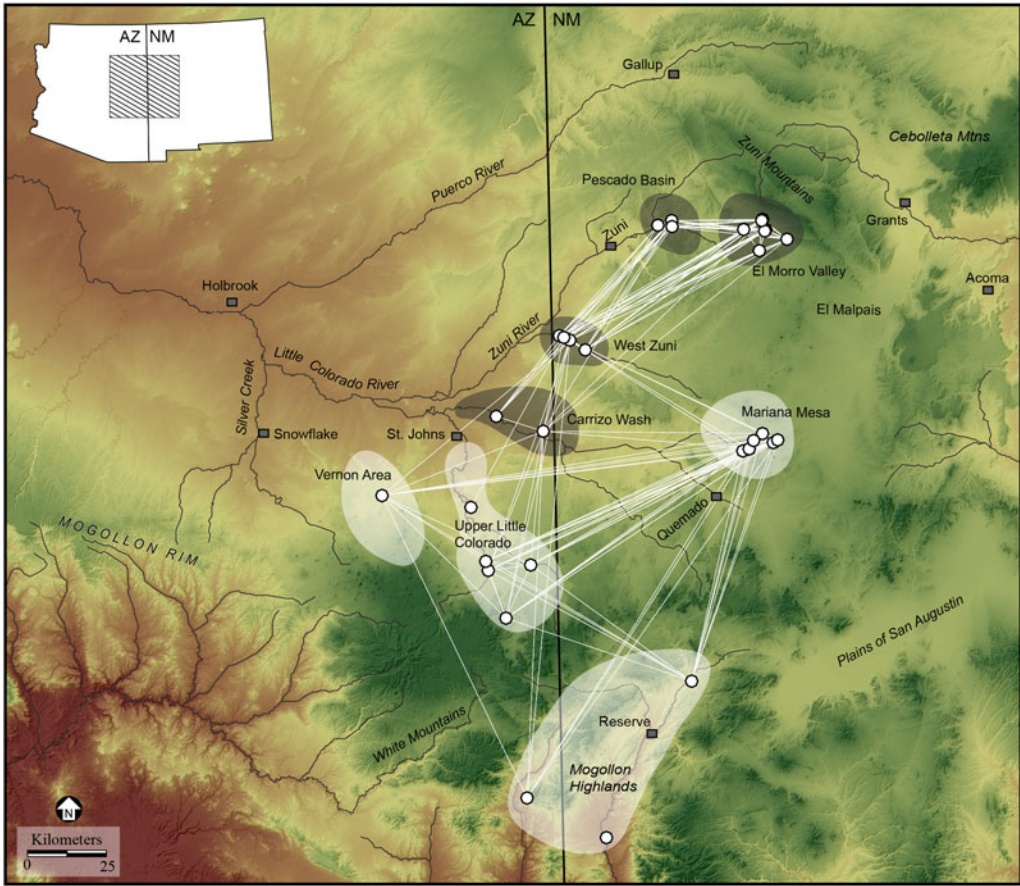 AZ NM
AZ NM
Gallup
Cebolleta Mtns
Zuni Mountains
Puerco River
Pescado Basin
Grants
Zuni
El Morro Valley
Acoma
Holbrook
El Malpais
Zuni River
West Zuni
Little Colorado River
Silver Creek
Mariana Mesa
Carrizo Wash
Snowflake
St. Johns
Vernon Area
Quemado
Upper Little
Colorado
MOGOLLON RIM
Plains of San Augustin
White Mountains
Reserve
Mogollon
Highlands
N
Kilometers
0 25